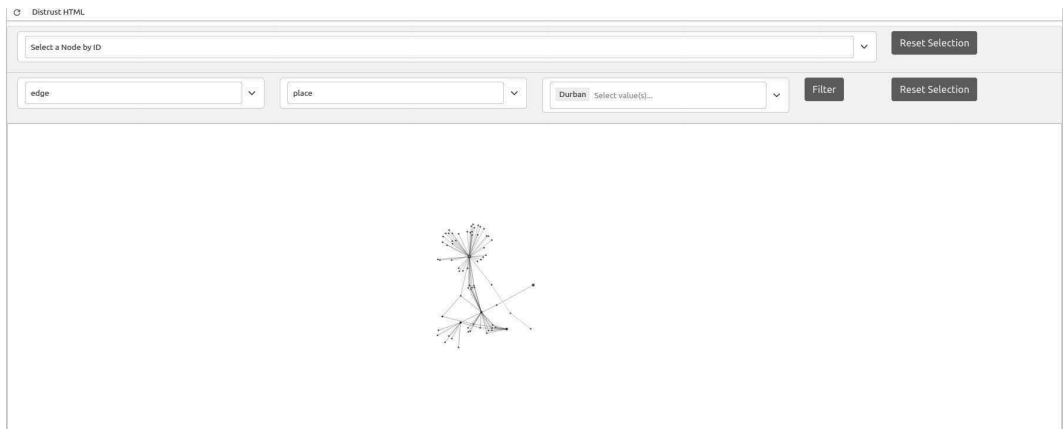 Distrust HTML
Select a Node by ID
Reset Selection
edge
place
Durban Select value(s)...
Filter
Reset Selection